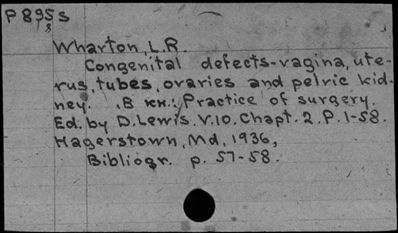 P895s
8
Wharton, L.R.
Congenital defects-vagina, ute-
rus, tubes, ovaries and pelvic kid-
ney. Practice of surgery.
Ed. by D. Lewis. V.10. Chapt. 2. P. 1-58.
Hagerstown, Md, 1936,
Bibliogr. p. 57-58.